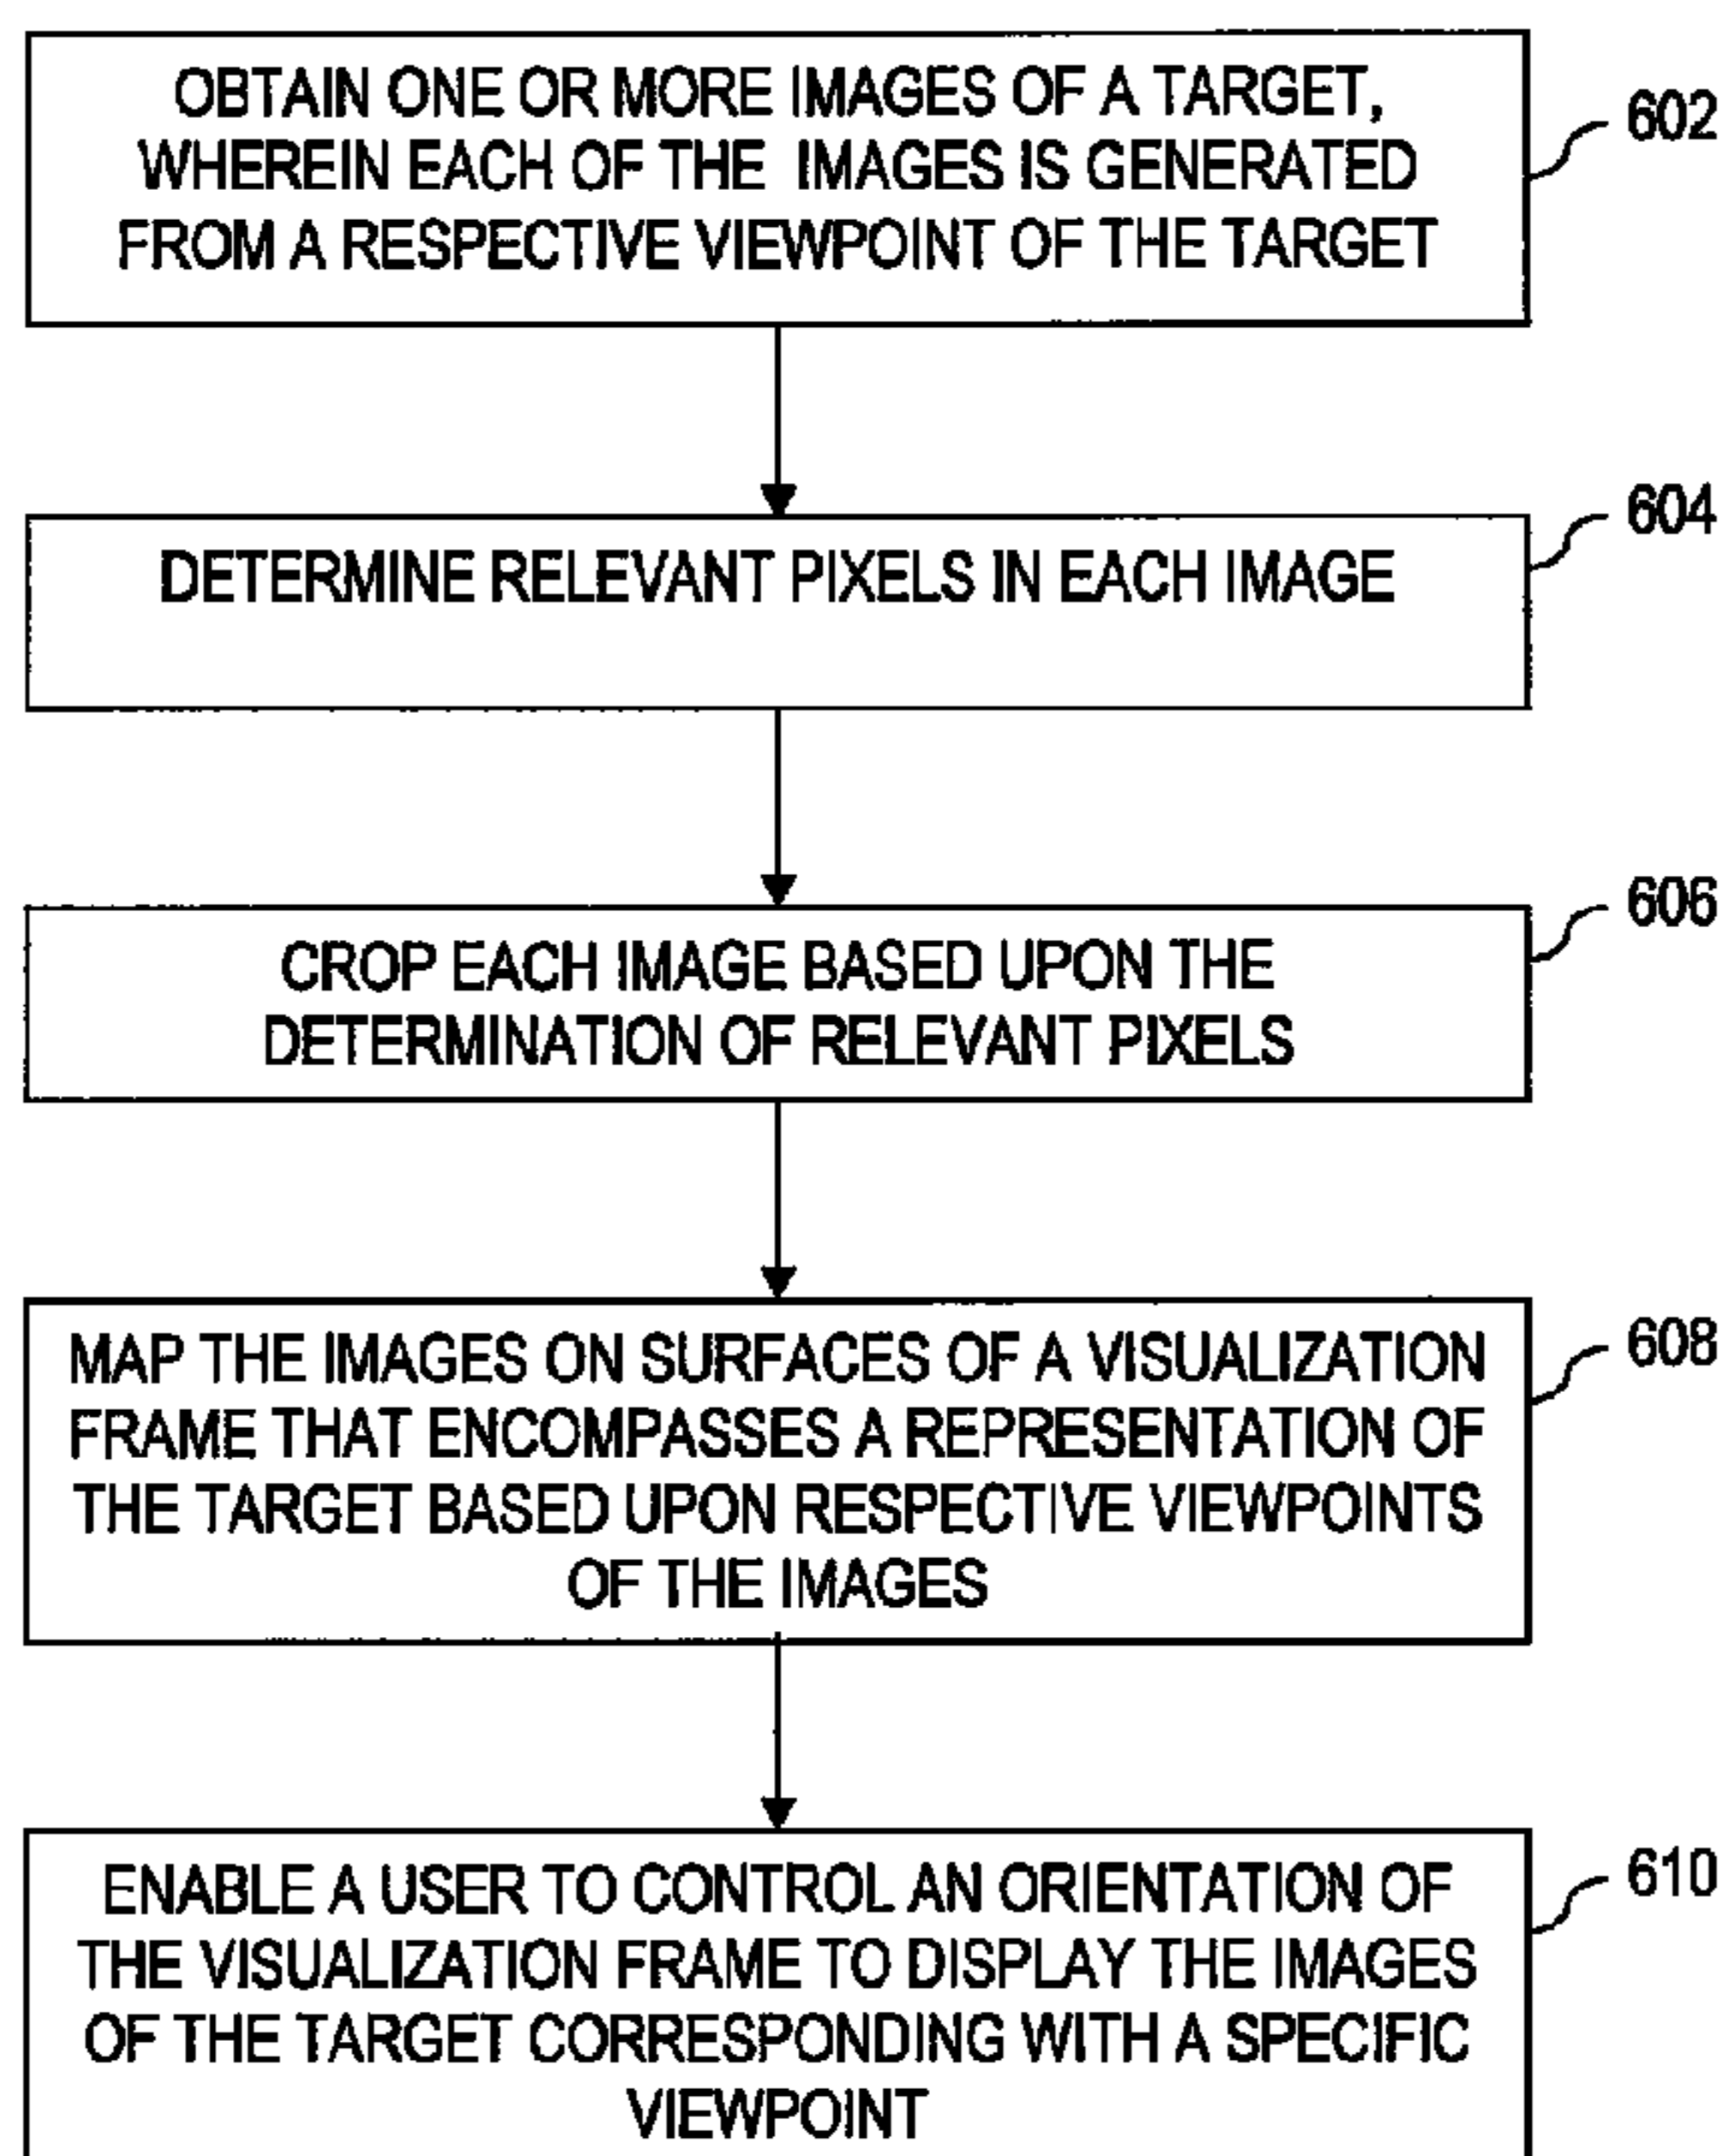 OBTAIN ONE OR MORE IMAGES OF A TARGET,
WHEREIN EACH OF THE IMAGES IS GENERATED
FROM A RESPECTIVE VIEWPOINT OF THE TARGET
602
DETERMINE RELEVANT PIXELS IN EACH IMAGE
604
CROP EACH IMAGE BASED UPON THE
DETERMINATION OF RELEVANT PIXELS
606
MAP THE IMAGES ON SURFACES OF A VISUALIZATION
FRAME THAT ENCOMPASSES A REPRESENTATION OF
THE TARGET BASED UPON RESPECTIVE VIEWPOINTS
OF THE IMAGES
608
ENABLE A USER TO CONTROL AN ORIENTATION OF
THE VISUALIZATION FRAME TO DISPLAY THE IMAGES
OF THE TARGET CORRESPONDING WITH A SPECIFIC
VIEWPOINT
610